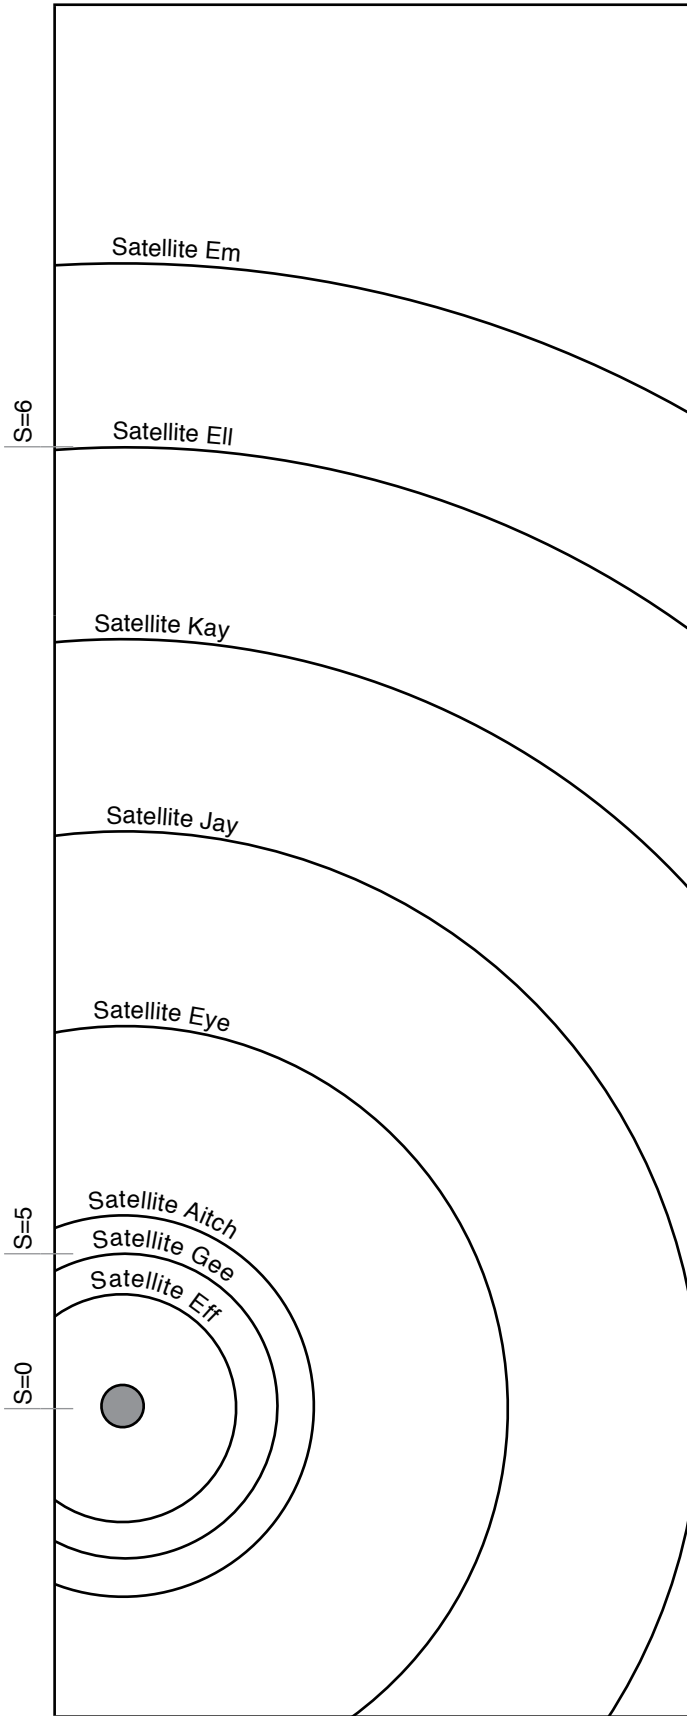 Satellite Em
S=6
Satellite Ell
Satellite Kay
Satellite Jay
Satellite Eye
Satellite Aitch
S=5
Satellite Gee
Satellite Eff
S=0